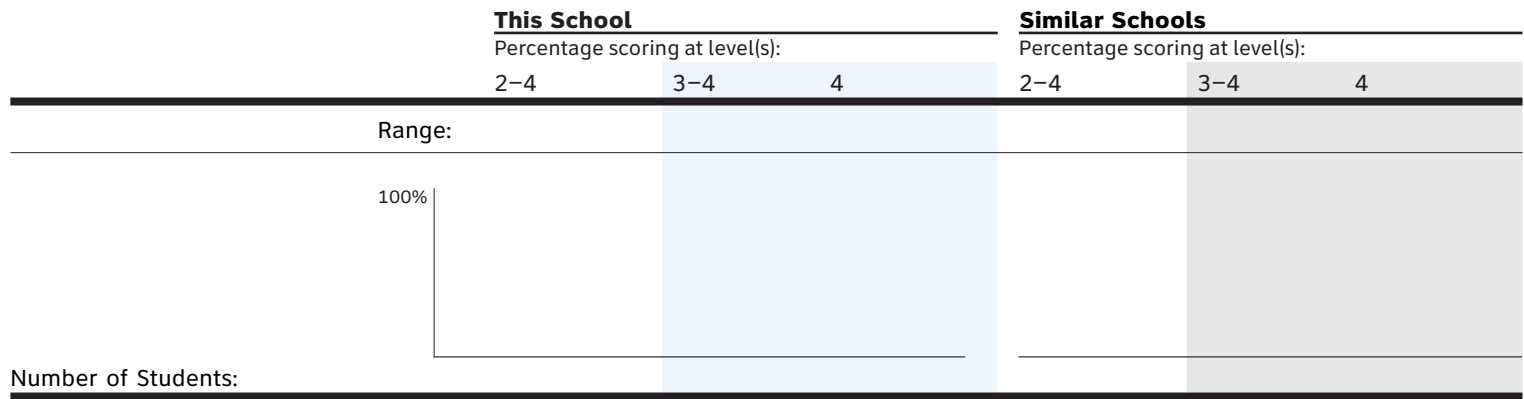 This School Similar Schools
Percentage scoring at level(s): Percentage scoring at level(s):
2–4 3–4 4 2–4 3–4 4
Range:
100%
Number of Students: